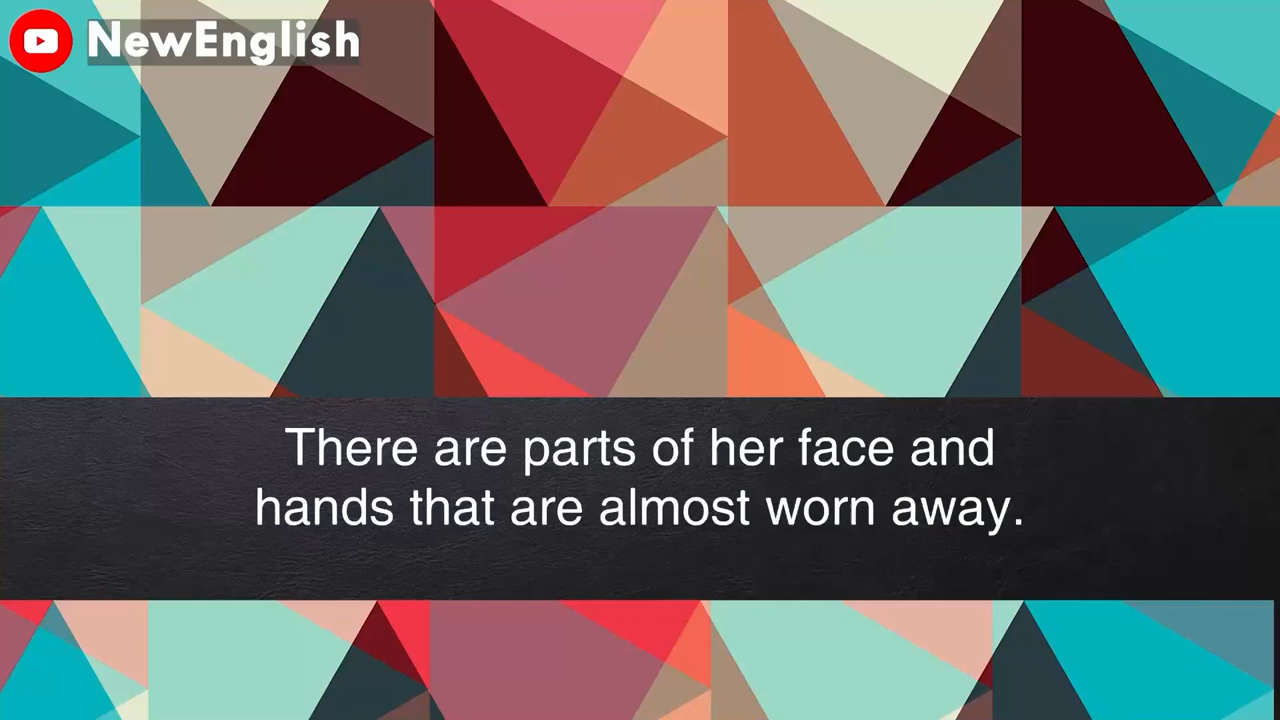 NewEnglish
There are parts of her face and
hands that are almost worn away.